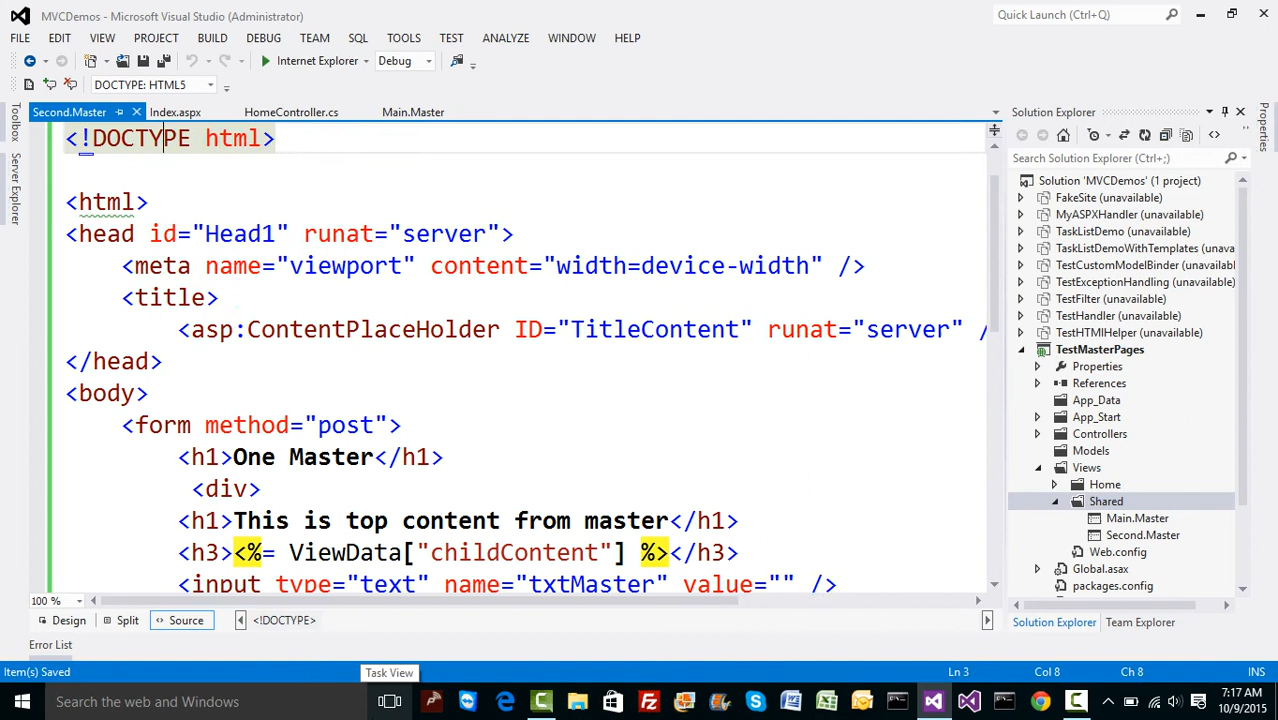 MVCDemos - Microsoft Visual Studio (Administrator)
Quick Launch (Ctrl+Q)
FILE EDIT VIEW PROJECT BUILD DEBUG TEAM SQL TOOLS TEST ANALYZE WINDOW HELP
Internet Explorer Debug
DOCTYPE: HTML5
Second.Master Index.aspx HomeController.cs Main.Master
Toolbox
Server Explorer
<!DOCTYPE html>
<html>
<head id="Head1" runat="server">
<meta name="viewport" content="width=device-width" />
<title>
<asp:ContentPlaceHolder ID="TitleContent" runat="server" /
</head>
<body>
<form method="post">
<h1>One Master</h1>
<div>
<h1>This is top content from master</h1>
<h3><%= ViewData["childContent"] %></h3>
<input type="text" name="txtMaster" value="" />
100 %
Design Split Source <!DOCTYPE>
Error List
Solution Explorer
Search Solution Explorer (Ctrl+;)
Solution 'MVCDemos' (1 project)
FakeSite (unavailable)
MyASPXHandler (unavailable)
TaskListDemo (unavailable)
TaskListDemoWithTemplates (unavailable)
TestCustomModelBinder (unavailable)
TestExceptionHandling (unavailable)
TestFilter (unavailable)
TestHandler (unavailable)
TestHTMlHelper (unavailable)
TestMasterPages
Properties
References
App_Data
App_Start
Controllers
Models
Views
Home
Shared
Main.Master
Second.Master
Web.config
Global.asax
packages.config
Solution Explorer Team Explorer
Properties
Item(s) Saved Ln 3 Col 8 Ch 8 INS
Task View
Search the web and Windows
7:17 AM
10/9/2015